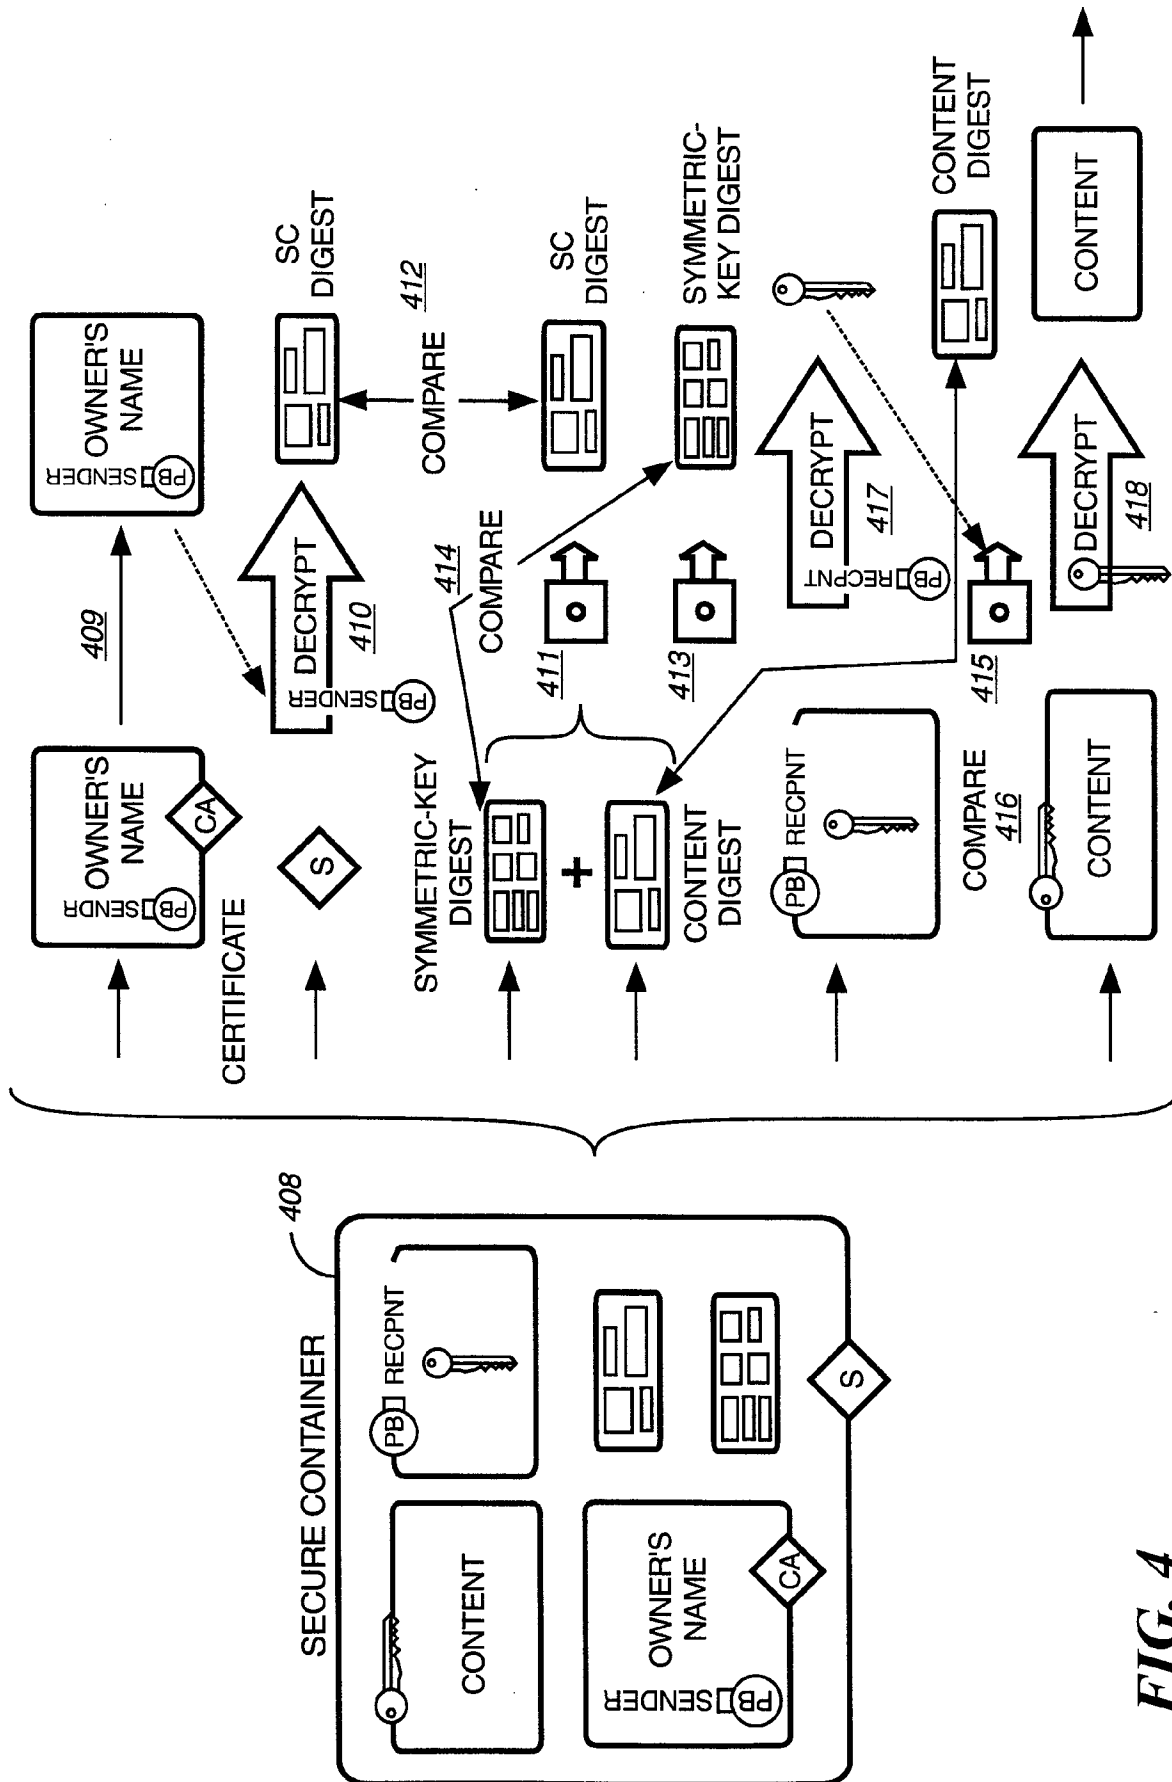 SECURE CONTAINER
408
CONTENT
PB RECPNT
OWNER'S
NAME
PB SENDER
CA
S
OWNER'S
NAME
PB SENDR
CA
CERTIFICATE
409
OWNER'S
NAME
PB SENDER
S
DECRYPT
PB SENDER
410
SC
DIGEST
COMPARE
412
SYMMETRIC-KEY
DIGEST
+
CONTENT
DIGEST
COMPARE
414
411
SC
DIGEST
413
SYMMETRIC-
KEY DIGEST
PB RECPNT
DECRYPT
417
PB RECPNT
COMPARE
416
415
CONTENT
DIGEST
CONTENT
DECRYPT
418
CONTENT
FIG. 4